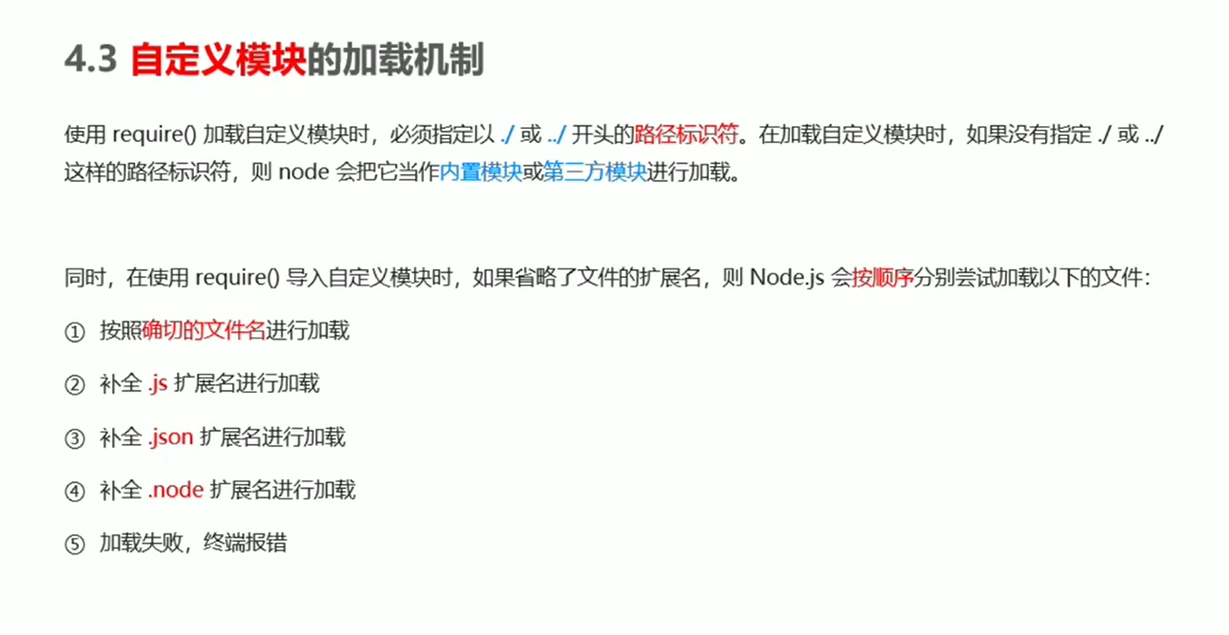 4.3 自定义模块的加载机制
使用 require() 加载自定义模块时，必须指定以 ./ 或 ../ 开头的路径标识符。在加载自定义模块时，如果没有指定 ./ 或 ../
这样的路径标识符，则 node 会把它当作内置模块或第三方模块进行加载。
同时，在使用 require() 导入自定义模块时，如果省略了文件的扩展名，则 Node.js 会按顺序分别尝试加载以下的文件：
① 按照确切的文件名进行加载
② 补全 .js 扩展名进行加载
③ 补全 .json 扩展名进行加载
④ 补全 .node 扩展名进行加载
⑤ 加载失败，终端报错